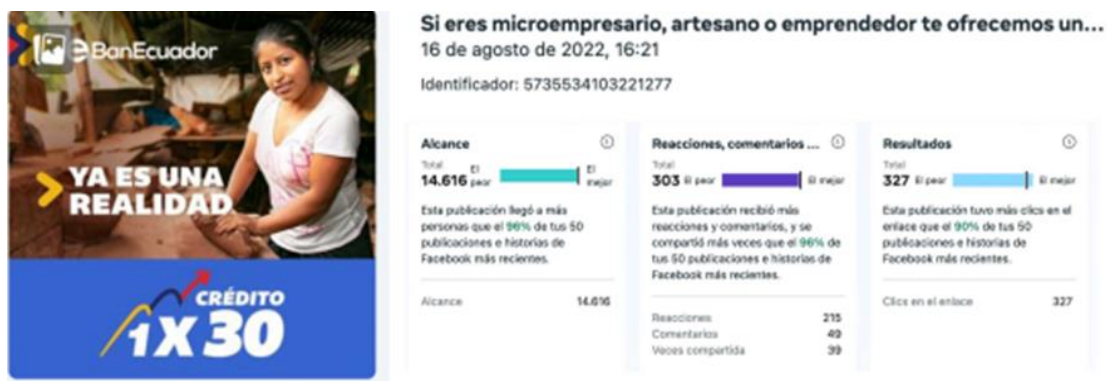 BanEcuador
YA ES UNA
REALIDAD
CRÉDITO
1X30
Si eres microempresario, artesano o emprendedor te ofrecemos un...
16 de agosto de 2022, 16:21
Identificador: 5735534103221277
Alcance
Total
14.616 El peor El mejor
Esta publicación llegó a más
personas que el 96% de tus 50
publicaciones e historias de
Facebook más recientes.
Alcance 14.616
Reacciones, comentarios ...
Total
303 El peor El mejor
Esta publicación recibió más
reacciones y comentarios, y se
compartió más veces que el 96% de
tus 50 publicaciones e historias de
Facebook más recientes.
Reacciones 215
Comentarios 49
Veces compartida 39
Resultados
Total
327 El peor El mejor
Esta publicación tuvo más clics en el
enlace que el 90% de tus 50
publicaciones e historias de
Facebook más recientes.
Clics en el enlace 327